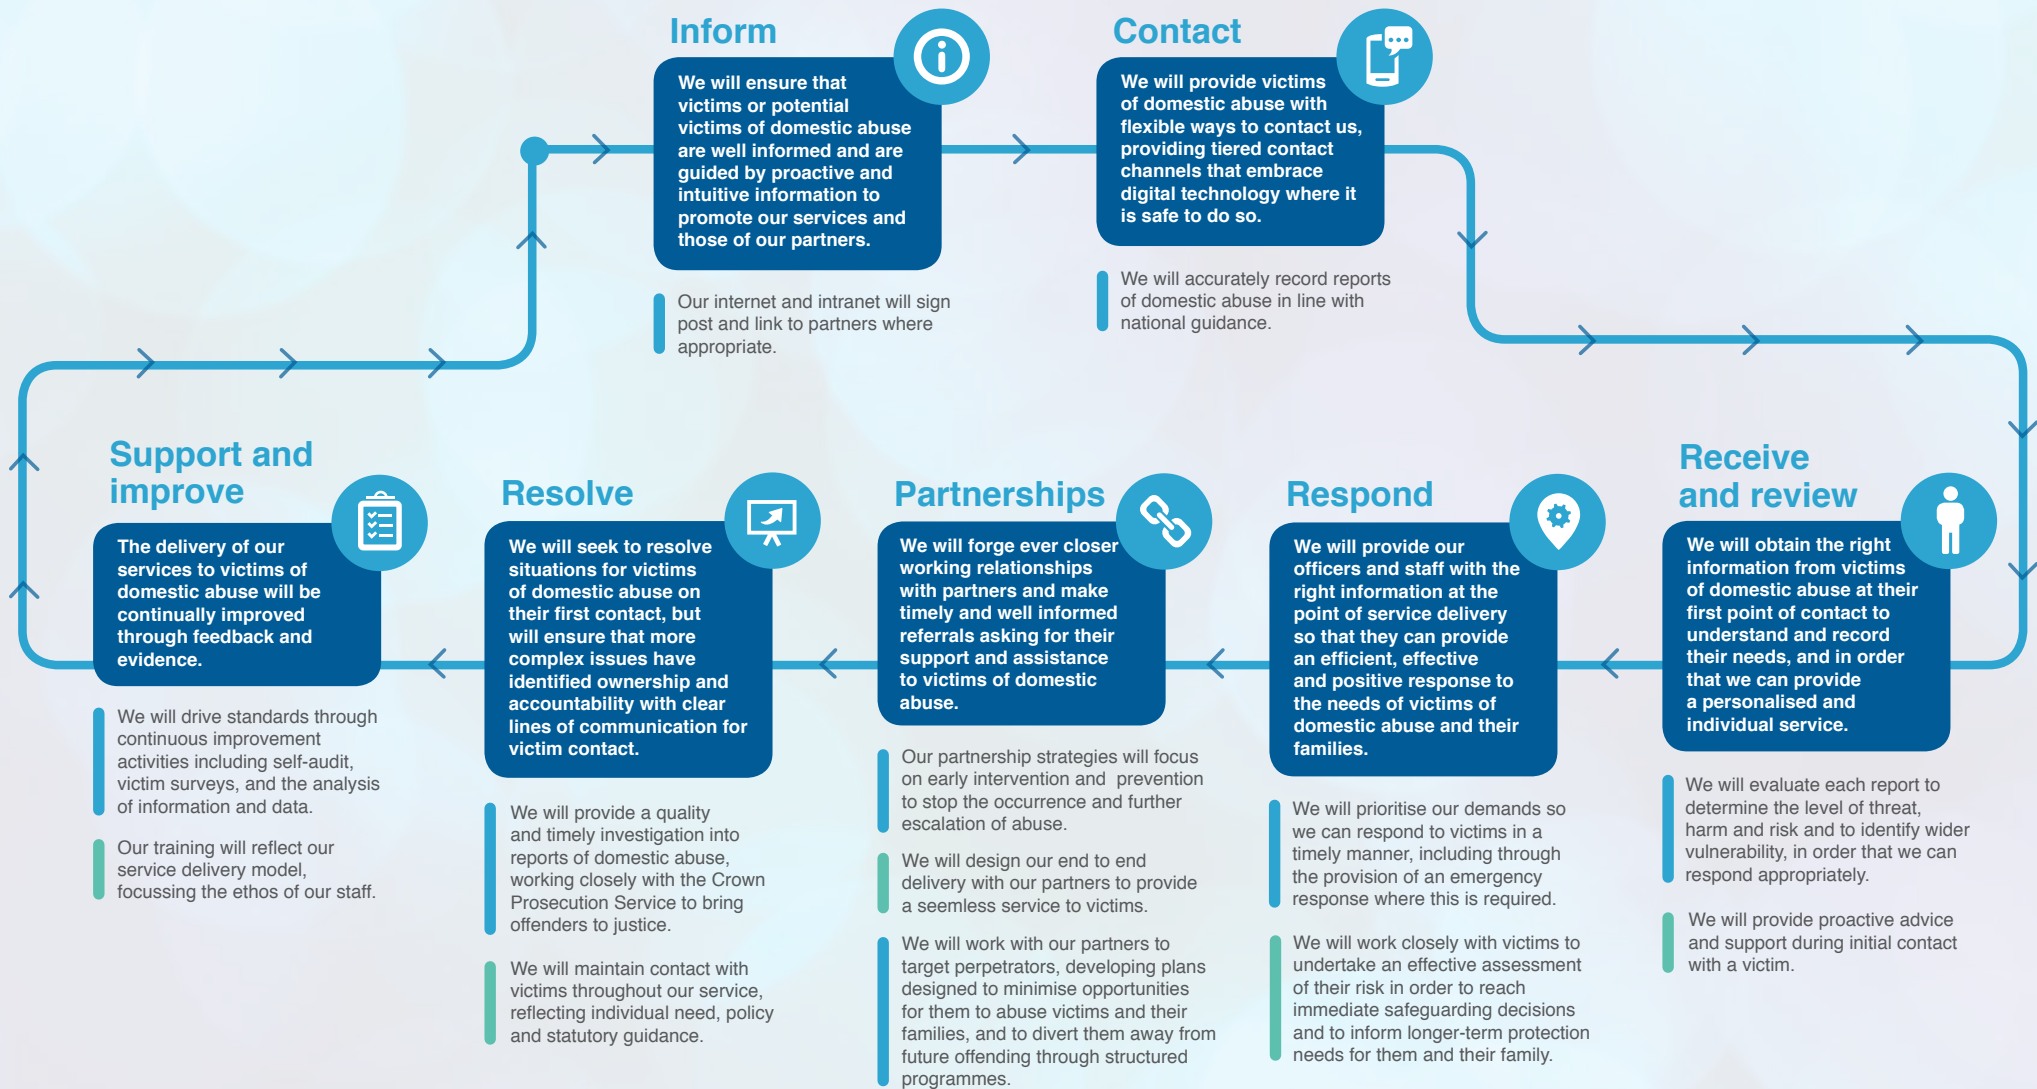 Inform
We will ensure that
victims or potential
victims of domestic abuse
are well informed and are
guided by proactive and
intuitive information to
promote our services and
those of our partners.
Our internet and intranet will sign
post and link to partners where
appropriate.
Contact
We will provide victims
of domestic abuse with
flexible ways to contact us,
providing tiered contact
channels that embrace
digital technology where it
is safe to do so.
We will accurately record reports
of domestic abuse in line with
national guidance.
Support and
improve
The delivery of our
services to victims of
domestic abuse will be
continually improved
through feedback and
evidence.
We will drive standards through
continuous improvement
activities including self-audit,
victim surveys, and the analysis
of information and data.
Our training will reflect our
service delivery model,
focussing the ethos of our staff.
Resolve
We will seek to resolve
situations for victims
of domestic abuse on
their first contact, but
will ensure that more
complex issues have
identified ownership and
accountability with clear
lines of communication for
victim contact.
We will provide a quality
and timely investigation into
reports of domestic abuse,
working closely with the Crown
Prosecution Service to bring
offenders to justice.
We will maintain contact with
victims throughout our service,
reflecting individual need, policy
and statutory guidance.
Partnerships
We will forge ever closer
working relationships
with partners and make
timely and well informed
referrals asking for their
support and assistance
to victims of domestic
abuse.
Our partnership strategies will focus
on early intervention and  prevention
to stop the occurrence and further
escalation of abuse.
We will design our end to end
delivery with our partners to provide
a seemless service to victims.
We will work with our partners to
target perpetrators, developing plans
designed to minimise opportunities
for them to abuse victims and their
families, and to divert them away from
future offending through structured
programmes.
Respond
We will provide our
officers and staff with the
right information at the
point of service delivery
so that they can provide
an efficient, effective
and positive response to
the needs of victims of
domestic abuse and their
families.
We will prioritise our demands so
we can respond to victims in a
timely manner, including through
the provision of an emergency
response where this is required.
We will work closely with victims to
undertake an effective assessment
of their risk in order to reach
immediate safeguarding decisions
and to inform longer-term protection
needs for them and their family.
Receive
and review
We will obtain the right
information from victims
of domestic abuse at their
first point of contact to
understand and record
their needs, and in order
that we can provide
a personalised and
individual service.
We will evaluate each report to
determine the level of threat,
harm and risk and to identify wider
vulnerability, in order that we can
respond appropriately.
We will provide proactive advice
and support during initial contact
with a victim.